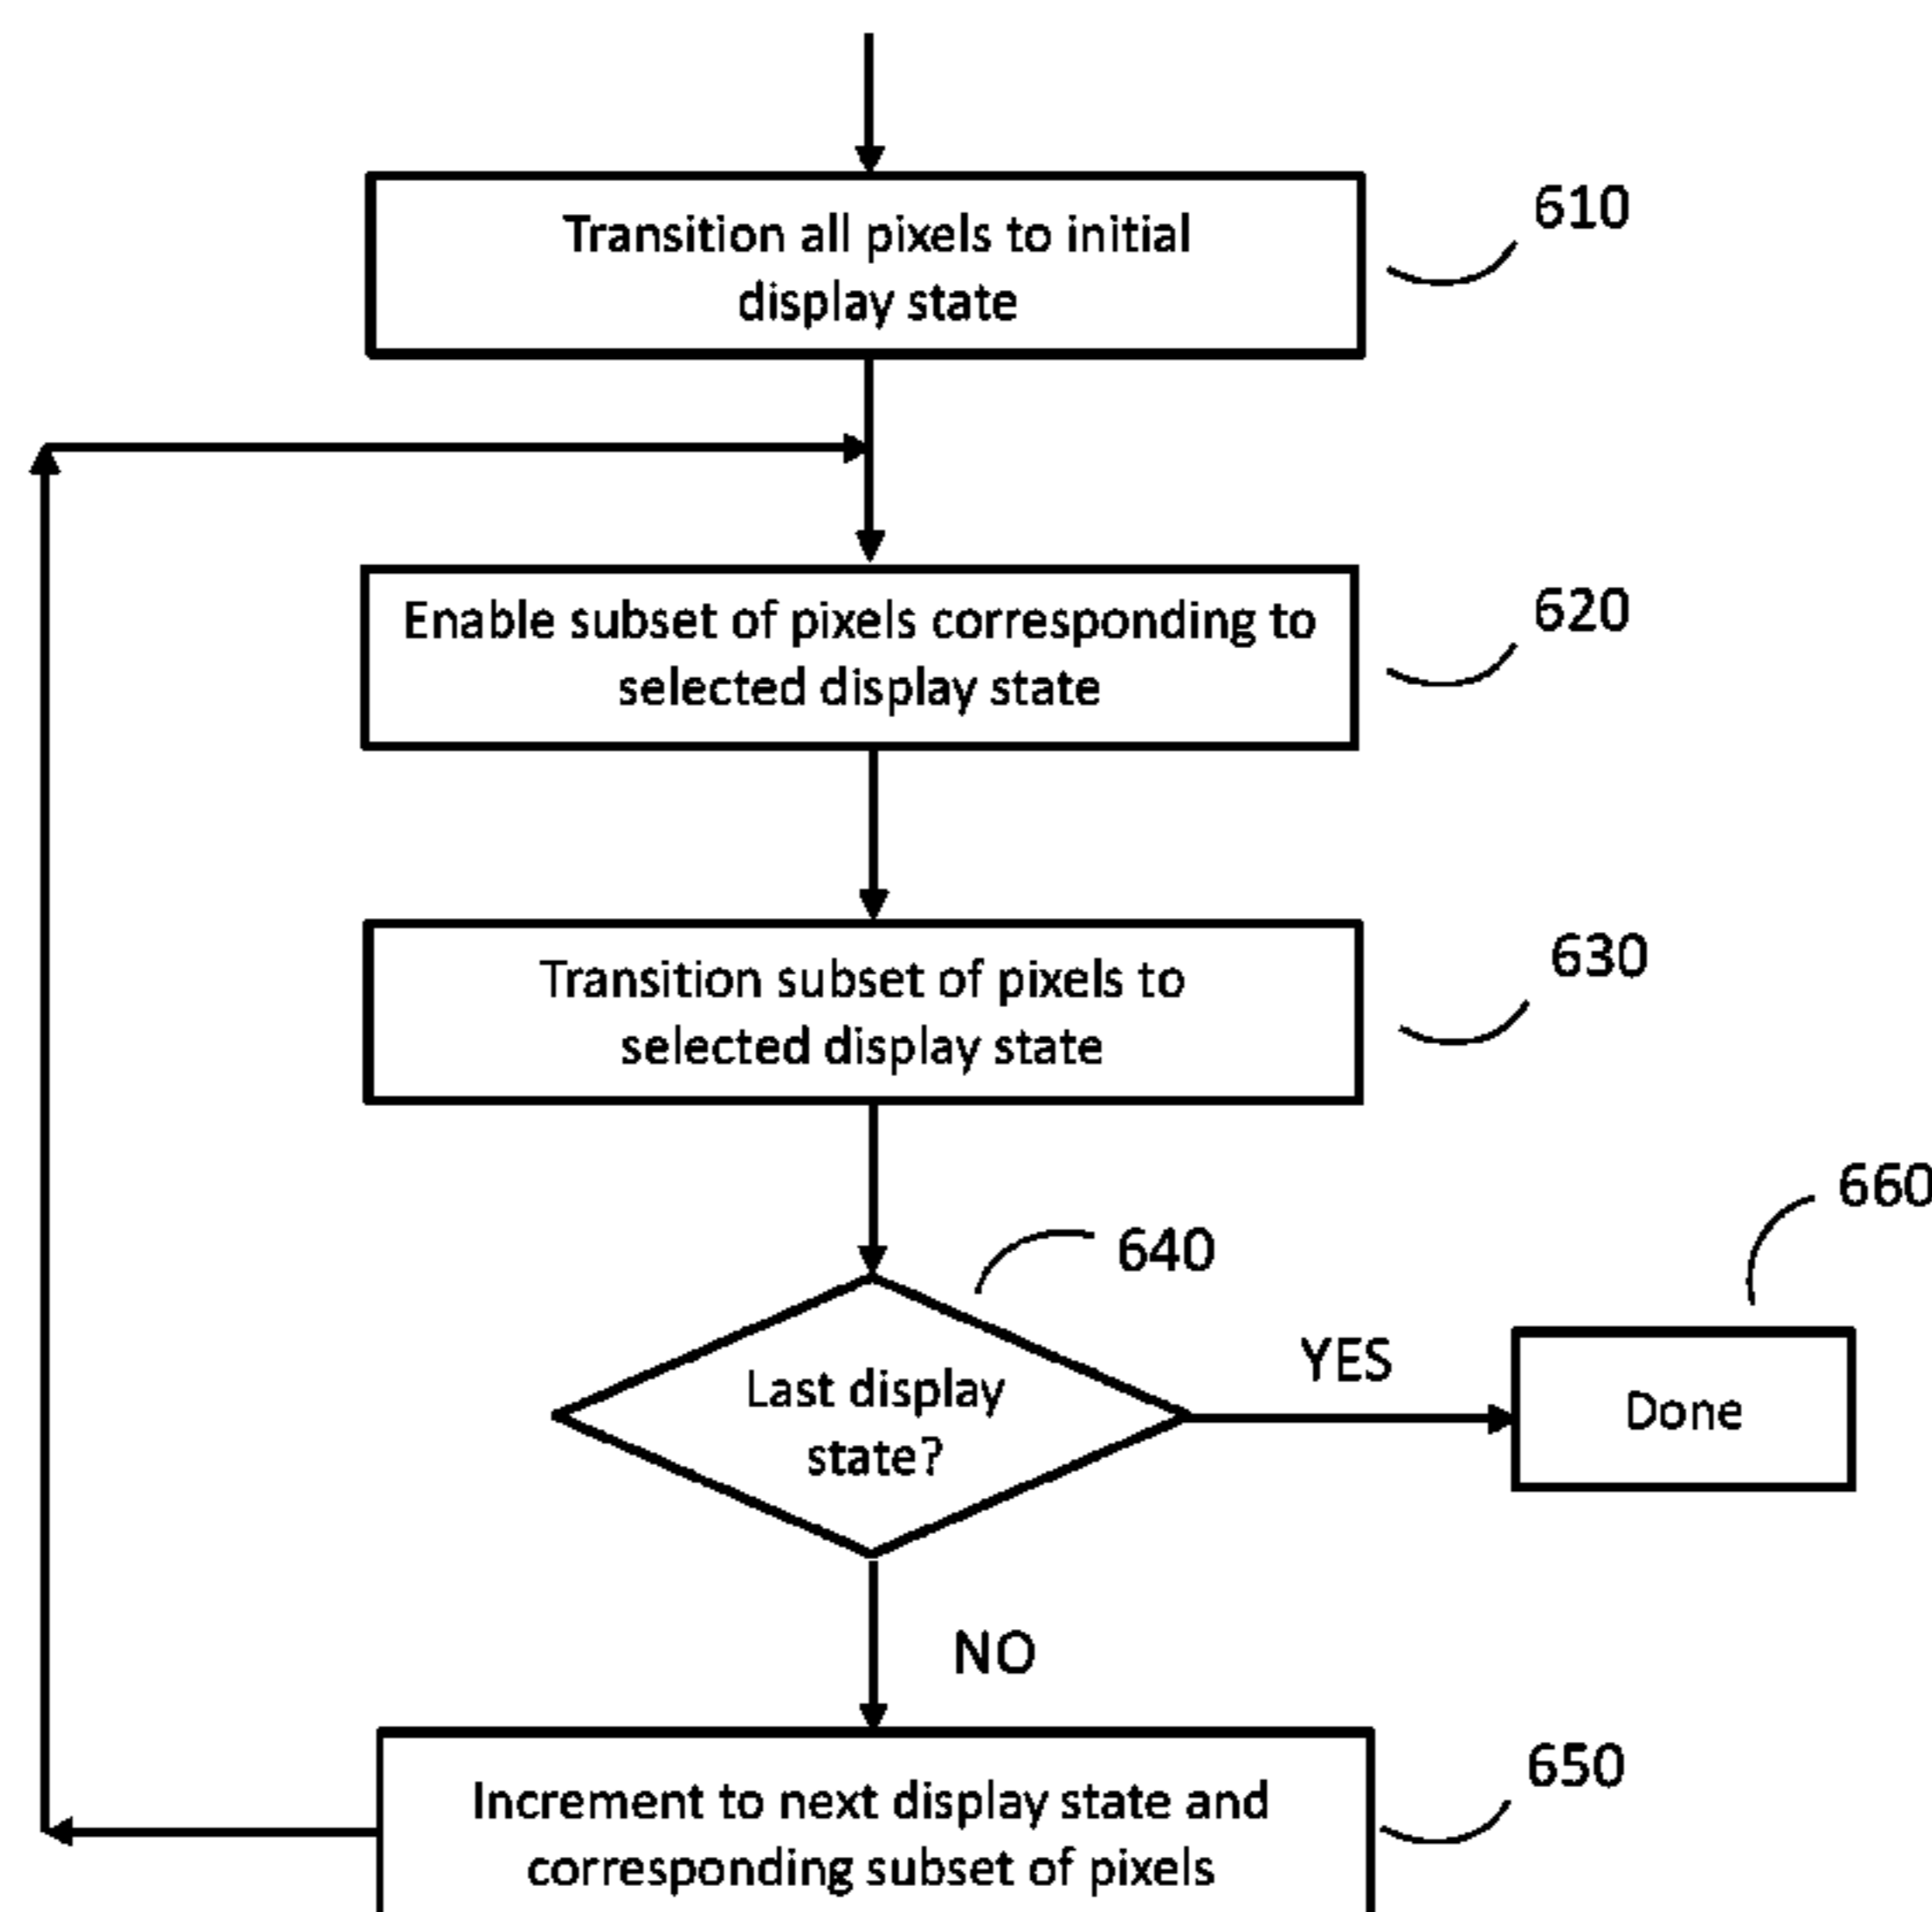 Transition all pixels to initial
display state
610
Enable subset of pixels corresponding to
selected display state
620
Transition subset of pixels to
selected display state
630
640
660
Last display
state?
YES
Done
NO
Increment to next display state and
corresponding subset of pixels
650